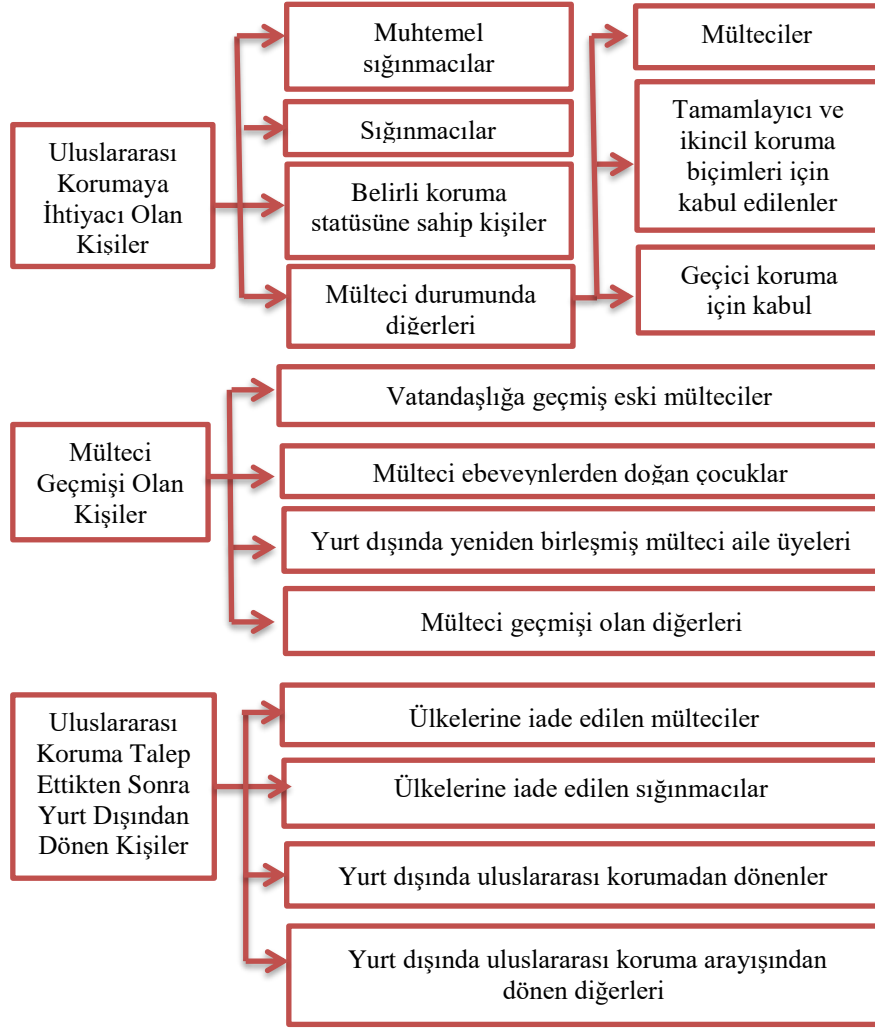 Uluslararası
Korumaya
İhtiyacı Olan
Kişiler
Muhtemel
sığınmacılar
Sığınmacılar
Belirli koruma
statüsüne sahip kişiler
Mülteci durumunda
diğerleri
Mülteciler
Tamamlayıcı ve
ikincil koruma
biçimleri için
kabul edilenler
Geçici koruma
için kabul
Mülteci
Geçmişi Olan
Kişiler
Vatandaşlığa geçmiş eski mülteciler
Mülteci ebeveynlerden doğan çocuklar
Yurt dışında yeniden birleşmiş mülteci aile üyeleri
Mülteci geçmişi olan diğerleri
Uluslararası
Koruma Talep
Ettikten Sonra
Yurt Dışından
Dönen Kişiler
Ülkelerine iade edilen mülteciler
Ülkelerine iade edilen sığınmacılar
Yurt dışında uluslararası korumadan dönenler
Yurt dışında uluslararası koruma arayışından
dönen diğerleri